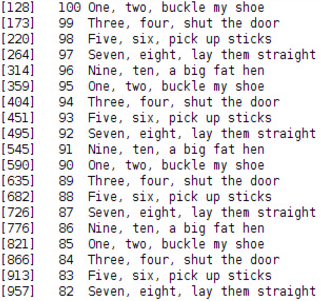 [128] 100 One, two, buckle my shoe
[173] 99 Three, four, shut the door
[220] 98 Five, six, pick up sticks
[264] 97 Seven, eight, lay them straight
[314] 96 Nine, ten, a big fat hen
[359] 95 One, two, buckle my shoe
[404] 94 Three, four, shut the door
[451] 93 Five, six, pick up sticks
[495] 92 Seven, eight, lay them straight
[545] 91 Nine, ten, a big fat hen
[590] 90 One, two, buckle my shoe
[635] 89 Three, four, shut the door
[682] 88 Five, six, pick up sticks
[726] 87 Seven, eight, lay them straight
[776] 86 Nine, ten, a big fat hen
[821] 85 One, two, buckle my shoe
[866] 84 Three, four, shut the door
[913] 83 Five, six, pick up sticks
[957] 82 Seven, eight, lay them straight